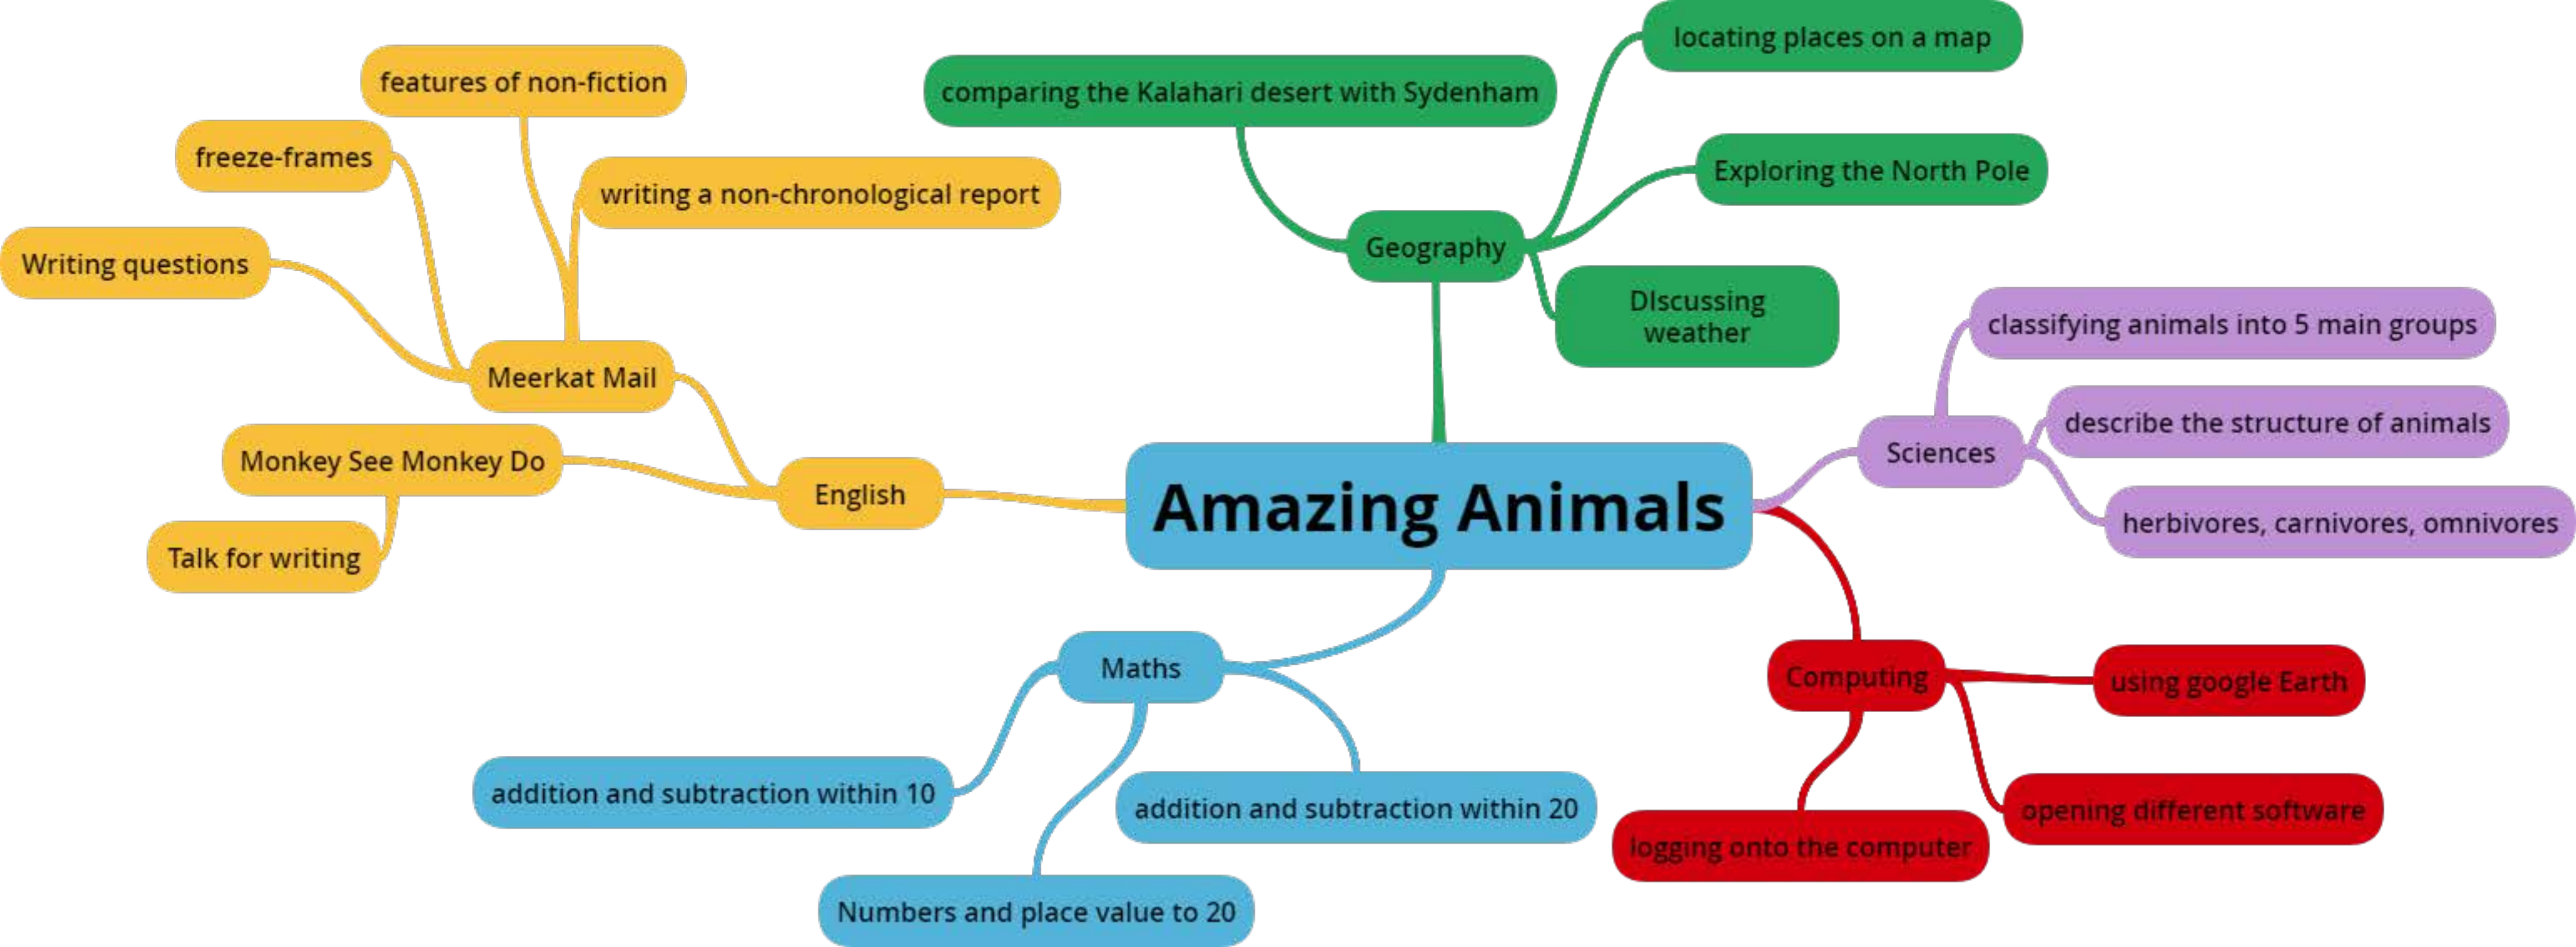 locating places on a map
features of non-fiction
comparing the Kalahari desert with Sydenham
freeze-frames
Exploring the North Pole
writing a non-chronological report
Geography
Writing questions
DIscussing
weather
classifying animals into 5 main groups
Meerkat Mail
describe the structure of animals
Sciences
Monkey See Monkey Do
English
Amazing Animals
herbivores, carnivores, omnivores
Talk for writing
Maths
Computing
using google Earth
addition and subtraction within 10
addition and subtraction within 20
opening different software
logging onto the computer
Numbers and place value to 20